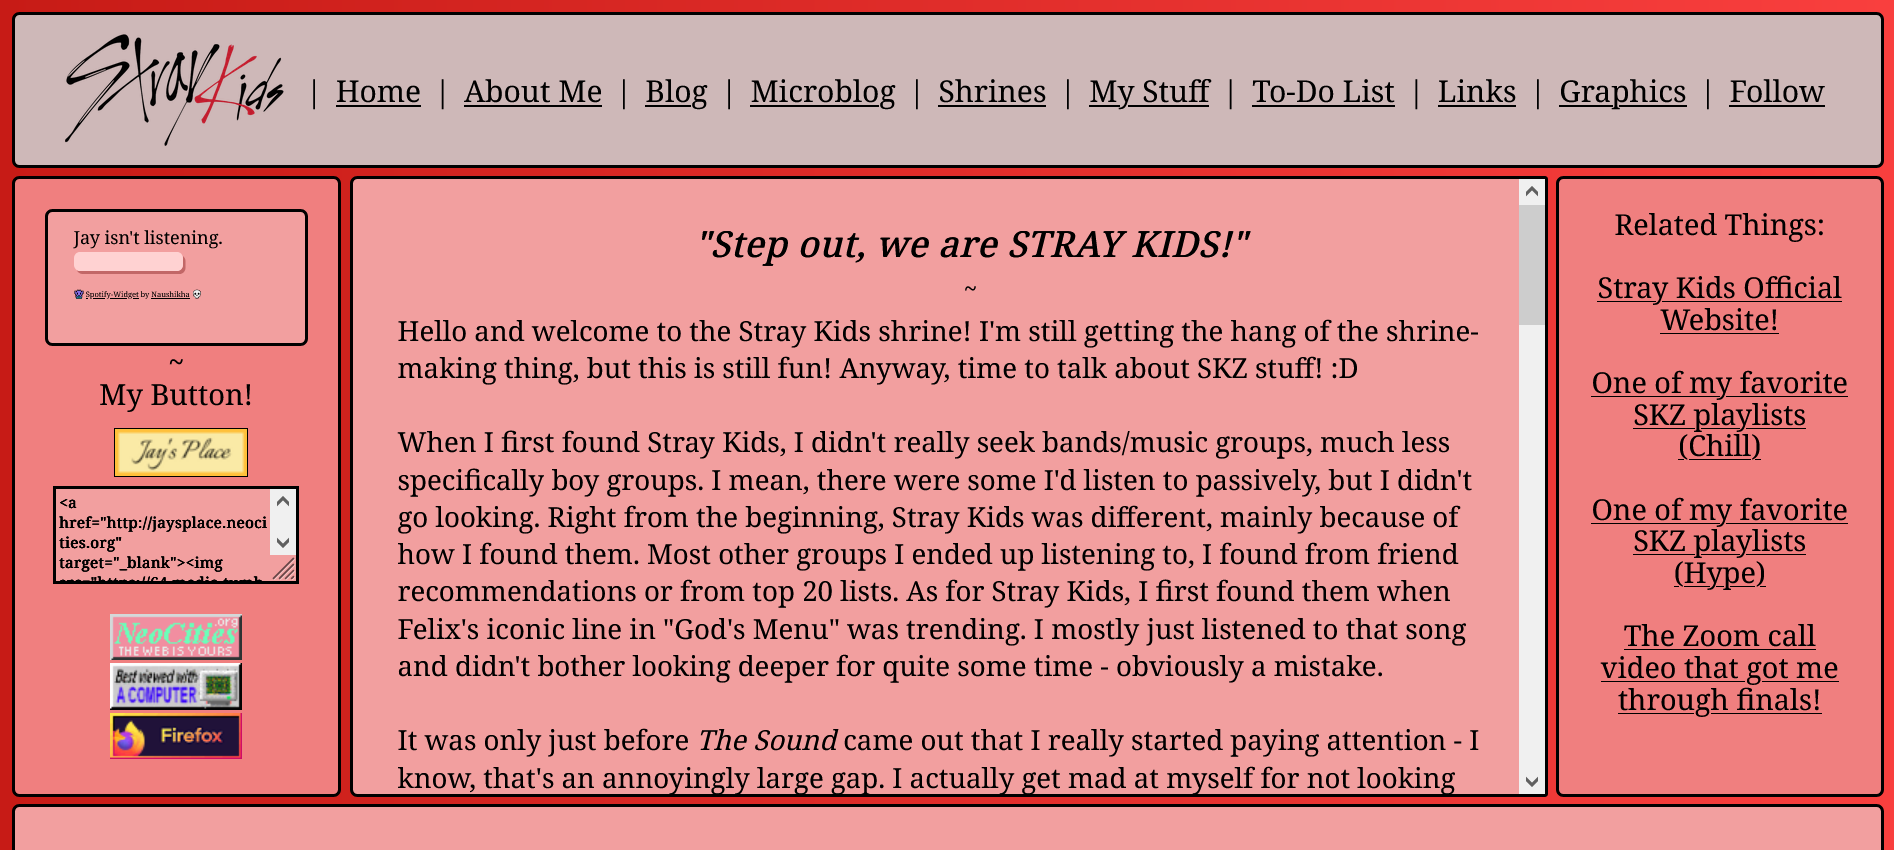 Stray Kids
| Home | About Me | Blog | Microblog | Shrines | My Stuff | To-Do List | Links | Graphics | Follow
Jay isn't listening.
Spotify-Widget by Naushikha
~
My Button!
Jay's Place
<a
href="http://jaysplace.neoci
ties.org"
target="_blank"><img
src="https://64.media.tumb
NeoCities.org
THE WEB IS YOURS
Best viewed with
A COMPUTER
Firefox
"Step out, we are STRAY KIDS!"
~
Hello and welcome to the Stray Kids shrine! I'm still getting the hang of the shrine-
making thing, but this is still fun! Anyway, time to talk about SKZ stuff! :D
When I first found Stray Kids, I didn't really seek bands/music groups, much less
specifically boy groups. I mean, there were some I'd listen to passively, but I didn't
go looking. Right from the beginning, Stray Kids was different, mainly because of
how I found them. Most other groups I ended up listening to, I found from friend
recommendations or from top 20 lists. As for Stray Kids, I first found them when
Felix's iconic line in "God's Menu" was trending. I mostly just listened to that song
and didn't bother looking deeper for quite some time - obviously a mistake.
It was only just before The Sound came out that I really started paying attention - I
know, that's an annoyingly large gap. I actually get mad at myself for not looking
Related Things:
Stray Kids Official
Website!
One of my favorite
SKZ playlists
(Chill)
One of my favorite
SKZ playlists
(Hype)
The Zoom call
video that got me
through finals!